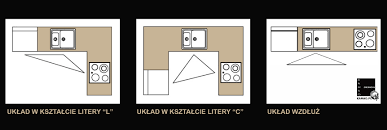 UKŁAD W KSZTAŁCIE LITERY "L"
UKŁAD W KSZTAŁCIE LITERY "C"
UKŁAD WZDŁUŻ